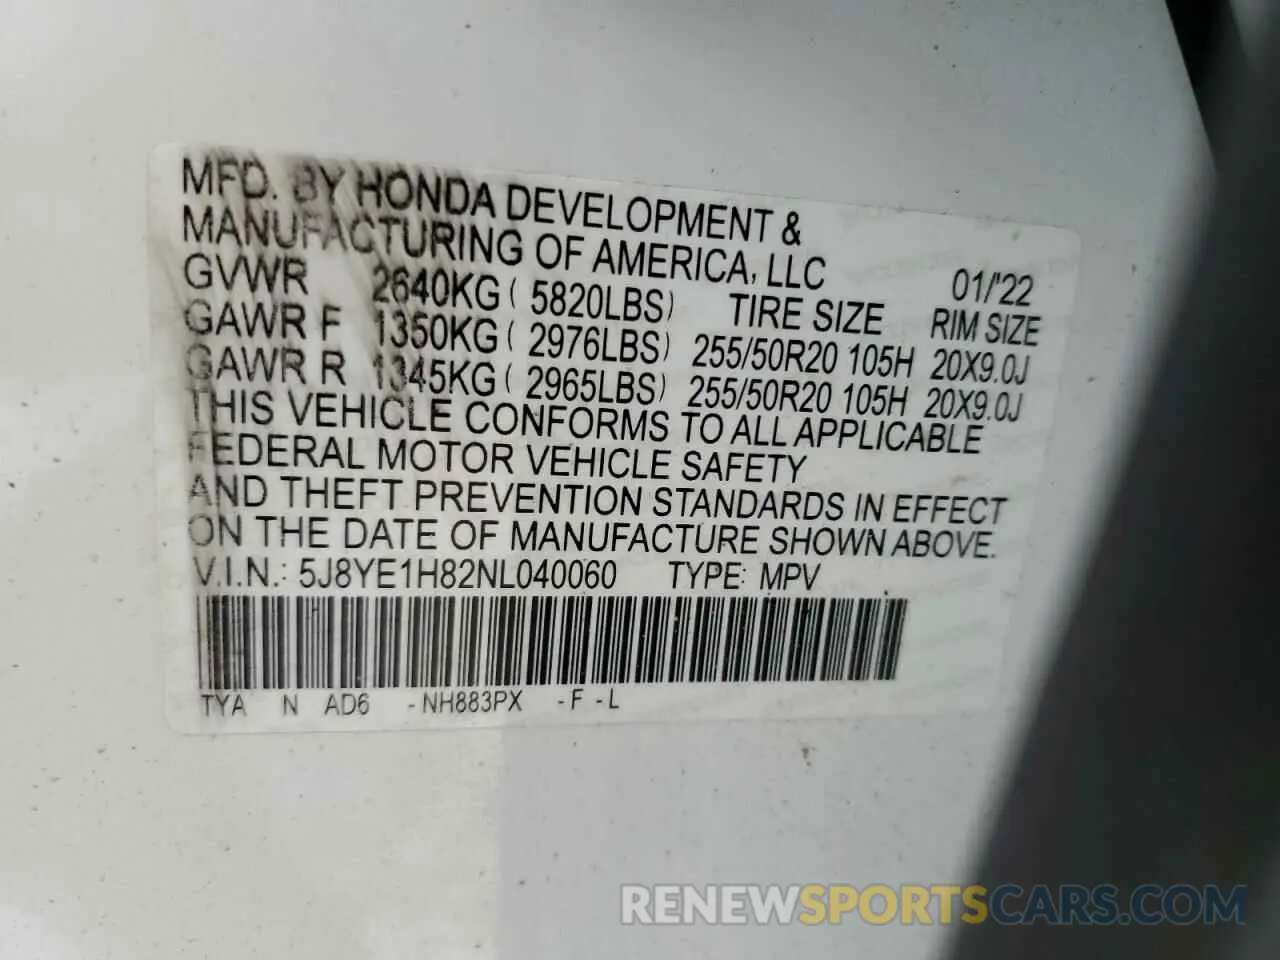 MFD. BY HONDA DEVELOPMENT &
MANUFACTURING OF AMERICA, LLC 01/'22
GVWR 2640KG ( 5820LBS) TIRE SIZE RIM SIZE
GAWR F 1350KG ( 2976LBS) 255/50R20 105H 20X9.0J
GAWR R 1345KG ( 2965LBS) 255/50R20 105H 20X9.0J
THIS VEHICLE CONFORMS TO ALL APPLICABLE
FEDERAL MOTOR VEHICLE SAFETY
AND THEFT PREVENTION STANDARDS IN EFFECT
ON THE DATE OF MANUFACTURE SHOWN ABOVE.
V.I.N.: 5J8YE1H82NL040060 TYPE: MPV
TYA N AD6 -NH883PX -F -L
RENEWSPORTSCARS.COM